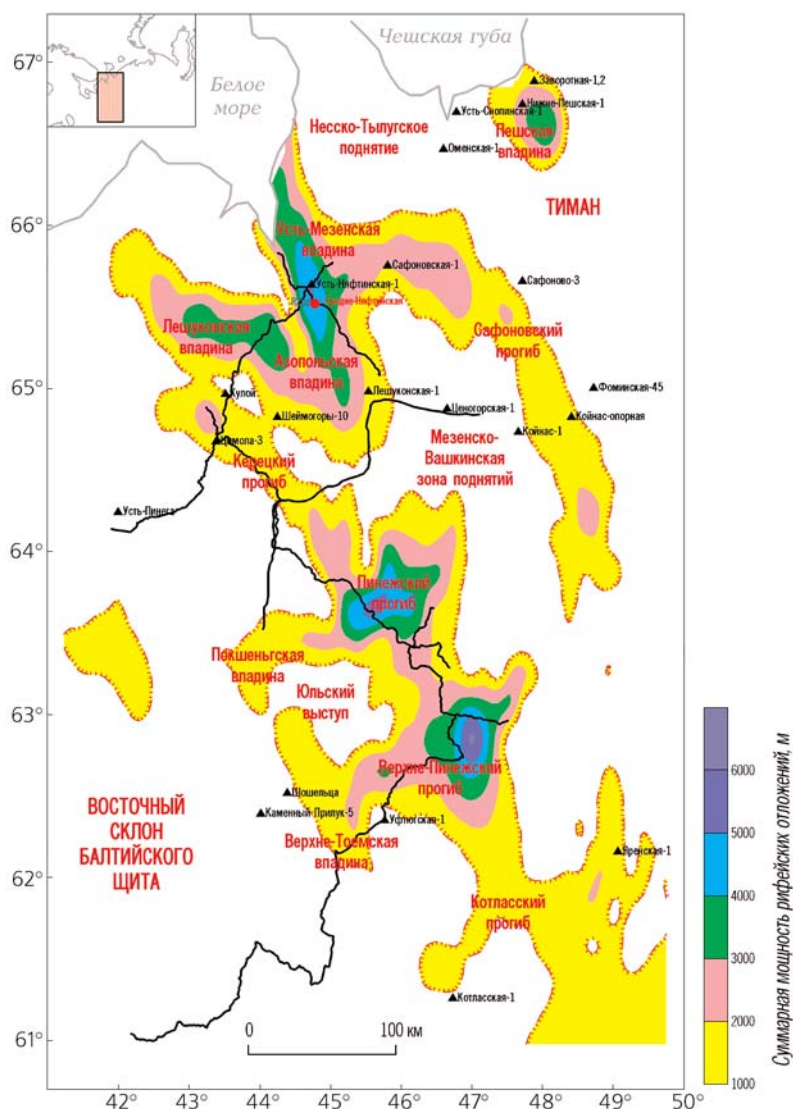 Чешская губа
67°
Белое
море
Заворотная-1,2
Нижне-Пешская-1
Усть-Снопинская-1
Несско-Тылугское
поднятие
Пешская
впадина
Оменская-1
ТИМАН
66°
Усть-Мезенская
впадина
Сафоновская-1
Усть-Няфтинская-1
Сафоново-3
Средне-Няфтинская
Сафоновский
прогиб
Лешуконская
впадина
Азопольская
впадина
65°
Кулой
Лешуконская-1
Фоминская-45
Шеймогоры-10
Ценогорская-1
Койнас-опорная
Койнас-1
Мезенско-
Вашкинская
зона поднятий
Керецкий
прогиб
Усть-Пинега
64°
Пинежский
прогиб
Покшеньгская
впадина
Юльский
выступ
63°
Верхне-Пинежский
прогиб
Шошельца
Каменный-Прилук-5
Уфтюгская-1
ВОСТОЧНЫЙ
СКЛОН
БАЛТИЙСКОГО
ЩИТА
Верхне-Тоемская
впадина
62°
Яренская-1
Котласский
прогиб
Котласская-1
61°
0
100 км
42°
43°
44°
45°
46°
47°
48°
49°
50°
6000
5000
4000
3000
2000
1000
Суммарная мощность рифейских отложений, м